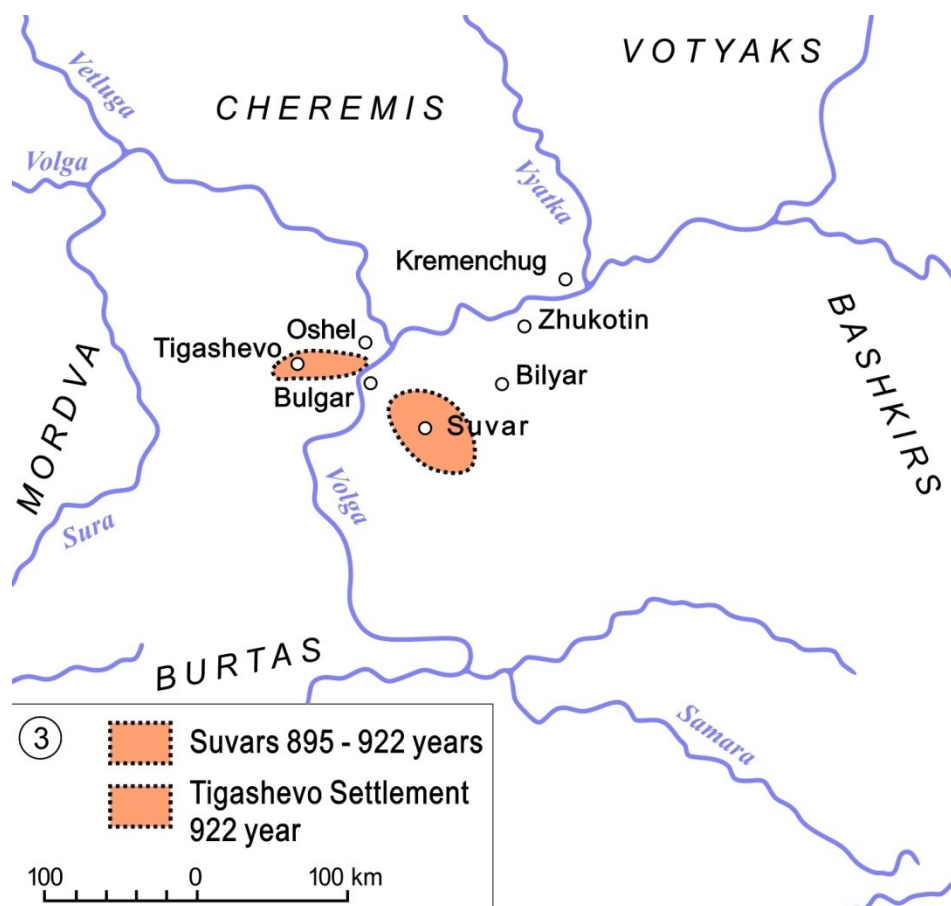 VOTYAKS
CHEREMIS
Vetluga
Volga
Vyatka
Kremenchug
Zhukotin
Oshel
Tigashevo
Bulgar
Bilyar
Suvar
BASHKIRS
MORDVA
Volga
Sura
BURTAS
Samara
3
Suvars 895 - 922 years
Tigashevo Settlement
922 year
100 0 100 km